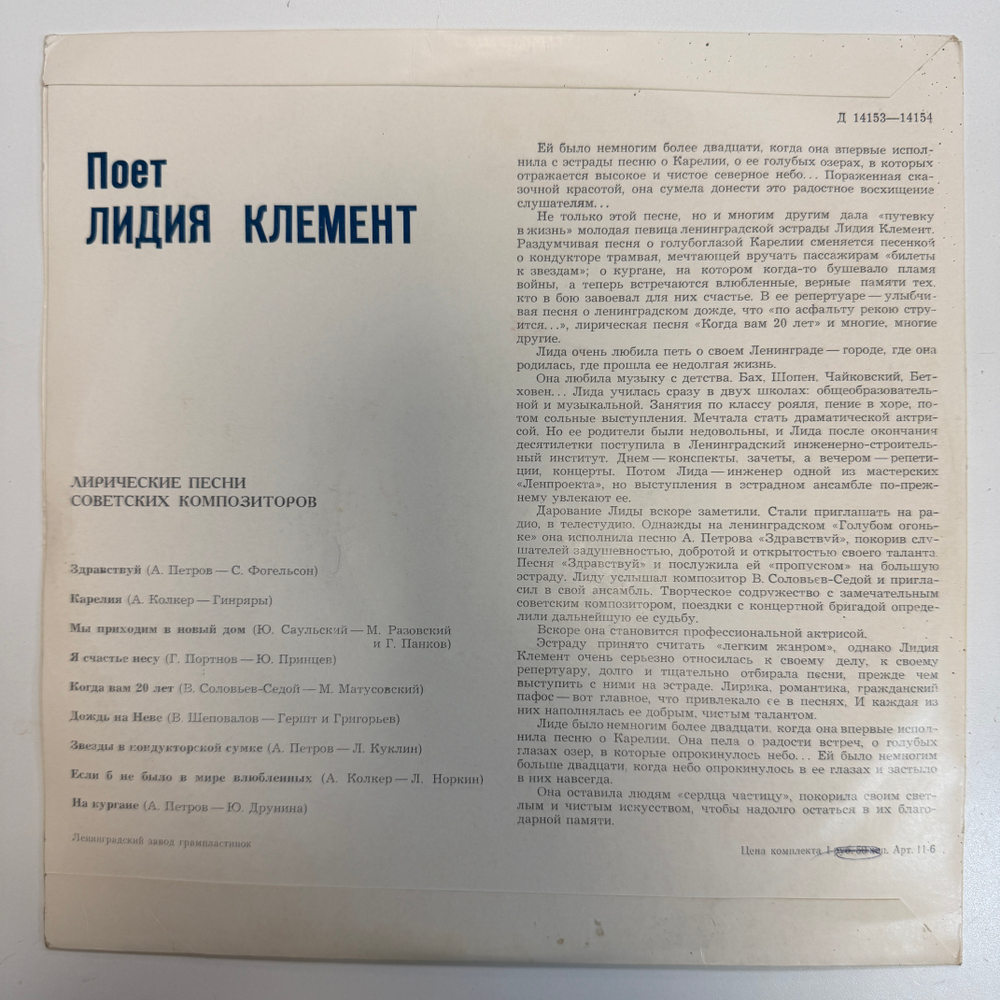 Д 14153—14154
Поет
ЛИДИЯ КЛЕМЕНТ
ЛИРИЧЕСКИЕ ПЕСНИ
СОВЕТСКИХ КОМПОЗИТОРОВ
Здравствуй (А. Петров — С. Фогельсон)
Карелия (А. Колкер — Гинряры)
Мы приходим в новый дом (Ю. Саульский — М. Разовский
и Г. Панков)
Я счастье несу (Г. Портнов — Ю. Принцев)
Когда вам 20 лет (В. Соловьев-Седой — М. Матусовский)
Дождь на Неве (В. Шеповалов — Гершт и Григорьев)
Звезды в кондукторской сумке (А. Петров — Л. Куклин)
Если б не было в мире влюбленных (А. Колкер — Л. Норкин)
На кургане (А. Петров — Ю. Друнина)
Ленинградский завод грампластинок
Ей было немногим более двадцати, когда она впервые испол-
нила с эстрады песню о Карелии, о ее голубых озерах, в которых
отражается высокое и чистое северное небо... Пораженная ска-
зочной красотой, она сумела донести это радостное восхищение
слушателям...
Не только этой песне, но и многим другим дала «путевку
в жизнь» молодая певица ленинградской эстрады Лидия Клемент.
Раздумчивая песня о голубоглазой Карелии сменяется песенкой
о кондукторе трамвая, мечтающей вручать пассажирам «билеты
к звездам»; о кургане, на котором когда-то бушевало пламя
войны, а теперь встречаются влюбленные, верные памяти тех.
кто в бою завоевал для них счастье. В ее репертуаре — улыбчи-
вая песня о ленинградском дожде, что «по асфальту рекою стру-
ится...», лирическая песня «Когда вам 20 лет» и многие, многие
другие.
Лида очень любила петь о своем Ленинграде — городе, где она
родилась, где прошла ее недолгая жизнь.
Она любила музыку с детства. Бах, Шопен, Чайковский, Бет-
ховен... Лида училась сразу в двух школах: общеобразователь-
ной и музыкальной. Занятия по классу рояля, пение в хоре, по-
том сольные выступления. Мечтала стать драматической актри-
сой. Но ее родители были недовольны, и Лида после окончания
десятилетки поступила в Ленинградский инженерно-строитель-
ный институт. Днем — конспекты, зачеты, а вечером — репети-
ции, концерты. Потом Лида — инженер одной из мастерских
«Ленпроекта», но выступления в эстрадном ансамбле по-преж-
нему увлекают ее.
Дарование Лиды вскоре заметили. Стали приглашать на ра-
дио, в телестудию. Однажды на ленинградском «Голубом огонь-
ке» она исполнила песню А. Петрова «Здравствуй», покорив слу-
шателей задушевностью, добротой и открытостью своего таланта.
Песня «Здравствуй» и послужила ей «пропуском» на большую
эстраду. Лиду услышал композитор В. Соловьев-Седой и пригла-
сил в свой ансамбль. Творческое содружество с замечательным
советским композитором, поездки с концертной бригадой опреде-
лили дальнейшую ее судьбу.
Вскоре она становится профессиональной актрисой.
Эстраду принято считать «легким жанром», однако Лидия
Клемент очень серьезно относилась к своему делу, к своему
репертуару, долго и тщательно отбирала песни, прежде чем
выступить с ними на эстраде. Лирика, романтика, гражданский
пафос — вот главное, что привлекало ее в песнях, И каждая из
них наполнялась ее добрым, чистым талантом.
Лиде было немногим более двадцати, когда она впервые испол-
нила песню о Карелии. Она пела о радости встреч, о голубых
глазах озер, в которые опрокинулось небо... Ей было немногим
больше двадцати, когда небо опрокинулось в ее глазах и застыло
в них навсегда.
Она оставила людям «сердца частицу», покорила своим свет-
лым и чистым искусством, чтобы надолго остаться в их благо-
дарной памяти.
Цена комплекта 1 руб. 50 коп. Арт. 11-6